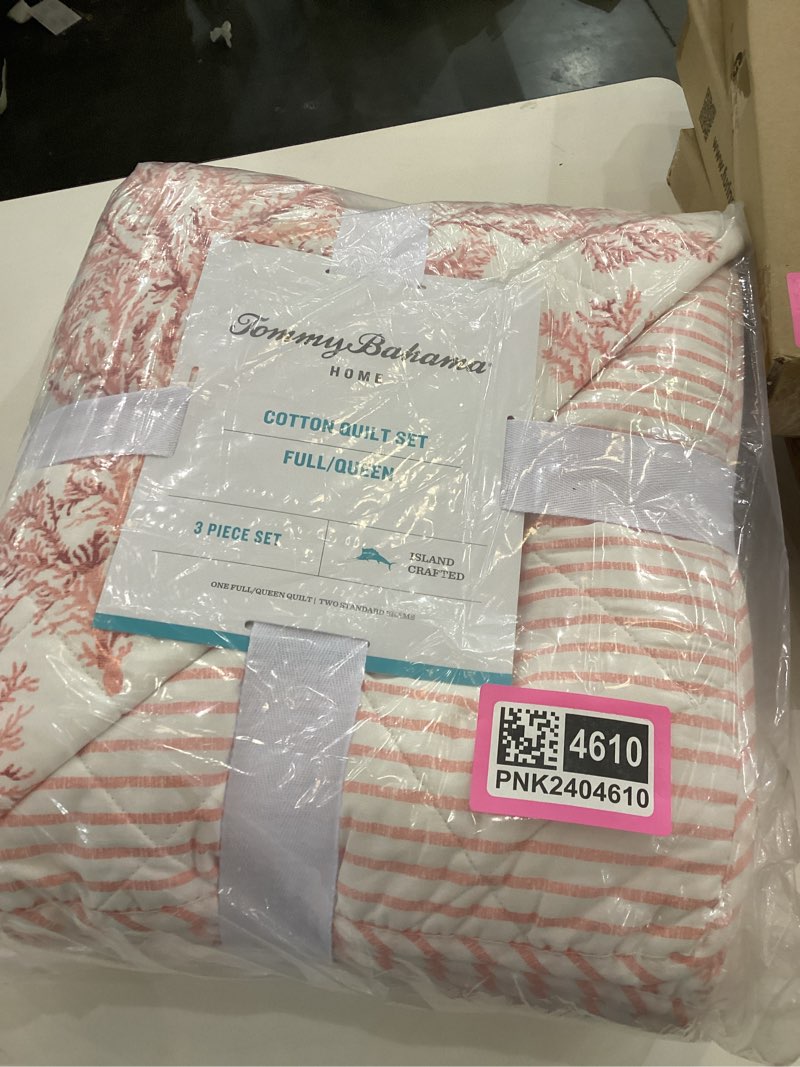 Tommy Bahama
HOME
COTTON QUILT SET
FULL/QUEEN
3 PIECE SET
ISLAND
CRAFTED
ONE FULL/QUEEN QUILT | TWO STANDARD SHAMS
4610
PNK2404610